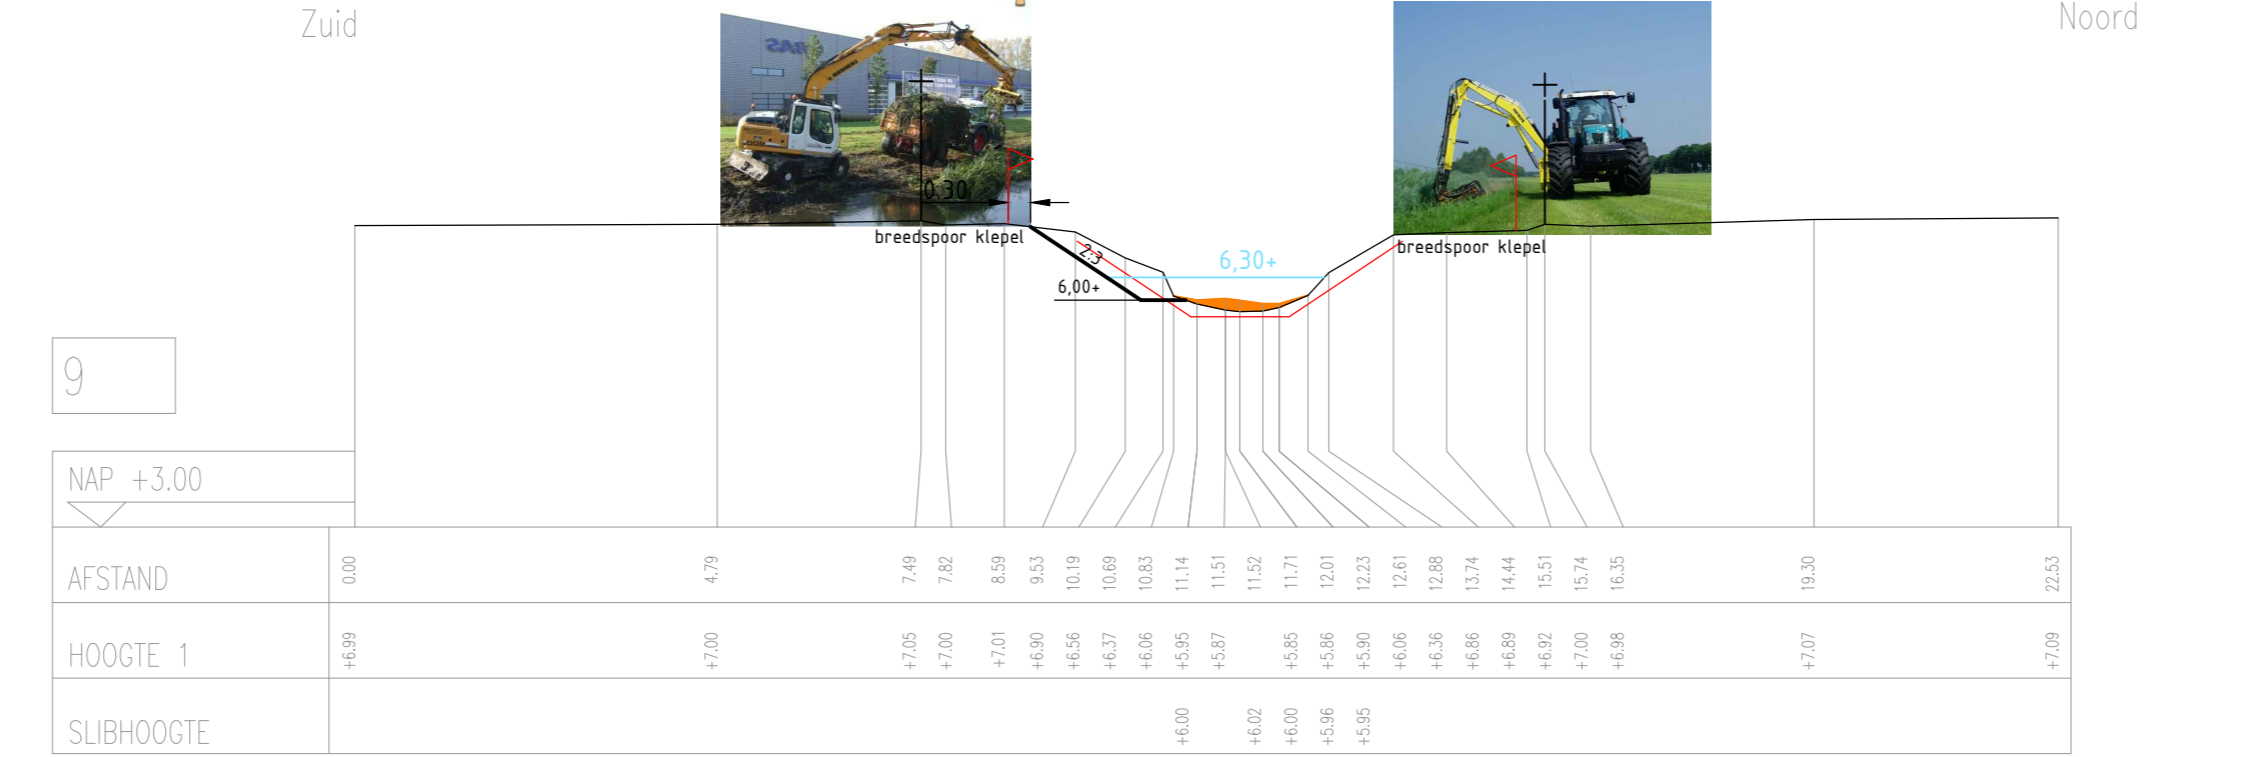 Zuid
Noord
0.30
breedspoor klepel
breedspoor klepel
2:3
6,30+
6,00+
9
NAP +3.00
AFSTAND 0.00 4.79 7.49 7.82 8.59 9.53 10.19 10.69 10.83 11.14 11.51 11.52 11.71 12.01 12.23 12.61 12.88 13.74 14.44 15.51 15.74 16.35 19.30 22.53
HOOGTE 1 +6.99 +7.00 +7.05 +7.00 +7.01 +6.90 +6.56 +6.37 +6.06 +5.95 +5.87 +5.85 +5.86 +5.90 +6.06 +6.36 +6.86 +6.89 +6.92 +7.00 +6.98 +7.07 +7.09
SLIBHOOGTE +6.00 +6.02 +6.00 +5.96 +5.95